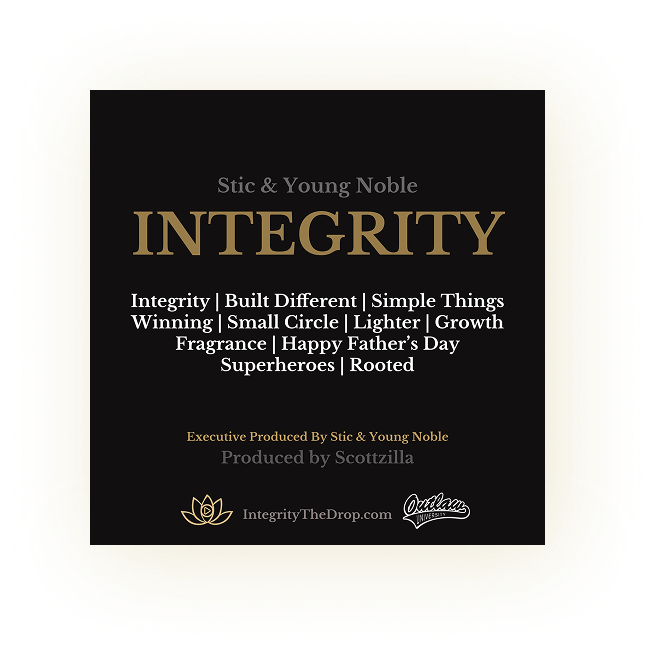 Stic & Young Noble
INTEGRITY
Integrity | Built Different | Simple Things
Winning | Small Circle | Lighter | Growth
Fragrance | Happy Father’s Day
Superheroes | Rooted
Executive Produced By Stic & Young Noble
Produced by Scottzilla
IntegrityTheDrop.com
Outlaw
UNIVERSITY